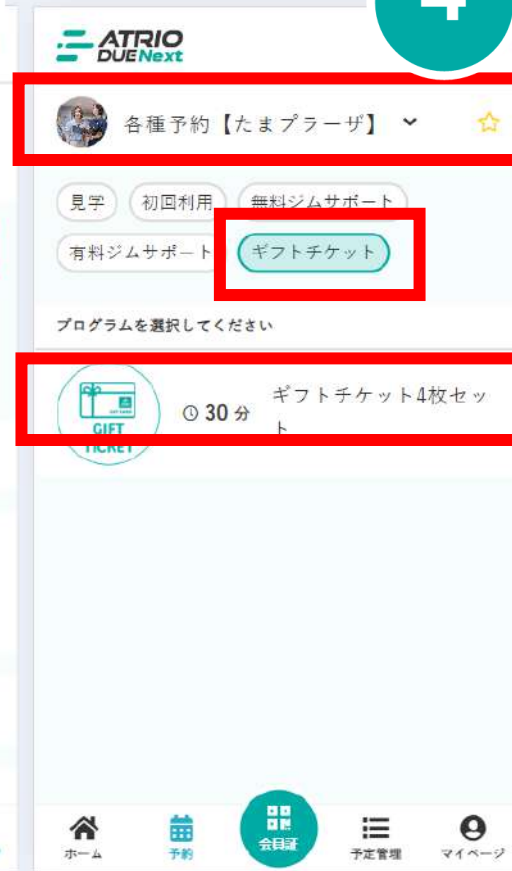 4
ATRIO
DUE Next
各種予約【たまプラーザ】
見学 初回利用 無料ジムサポート
有料ジムサポート ギフトチケット
プログラムを選択してください
30 分
ギフトチケット4枚セッ
ト
GIFT
TICKET
ホーム 予約 会員証 予定管理 マイページ